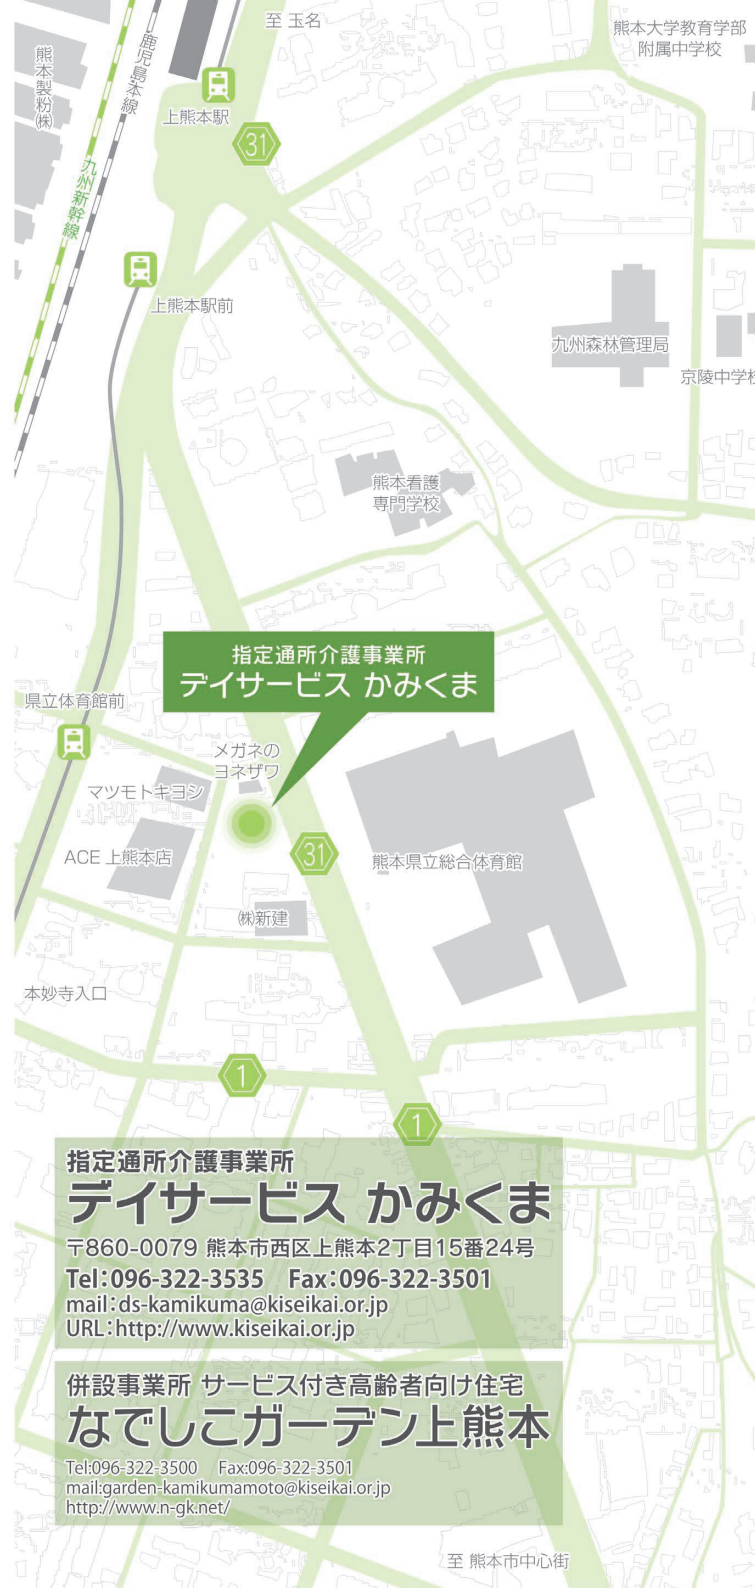 至 玉名
熊本大学教育学部
附属中学校
熊本製粉㈱
鹿児島本線
上熊本駅
31
九州新幹線
上熊本駅前
九州森林管理局
京陵中学校
熊本看護
専門学校
指定通所介護事業所
デイサービス かみくま
県立体育館前
メガネの
ヨネザワ
マツモトキヨシ
31
ACE 上熊本店
熊本県立総合体育館
㈱新建
本妙寺入口
1
1
指定通所介護事業所
デイサービス かみくま
〒860-0079 熊本市西区上熊本2丁目15番24号
Tel:096-322-3535 Fax:096-322-3501
mail:ds-kamikuma@kiseikai.or.jp
URL:http://www.kiseikai.or.jp
併設事業所 サービス付き高齢者向け住宅
なでしこガーデン上熊本
Tel:096-322-3500 Fax:096-322-3501
mail:garden-kamikumamoto@kiseikai.or.jp
http://www.n-gk.net/
至 熊本市中心街